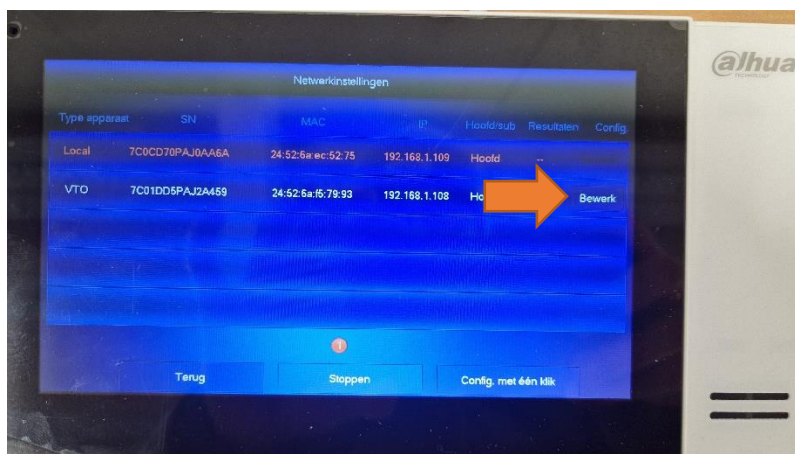 alhua
TECHNOLOGY
Netwerkinstellingen
Type apparaat SN MAC IP Hoofd/sub Resultaten Config.
Local 7C0CD70PAJ0AA6A 24:52:6a:ec:52:75 192.168.1.109 Hoofd --
VTO 7C01DD5PAJ2A459 24:52:6a:f5:79:93 192.168.1.108 Bewerk
1
Terug Stoppen Config. met één klik